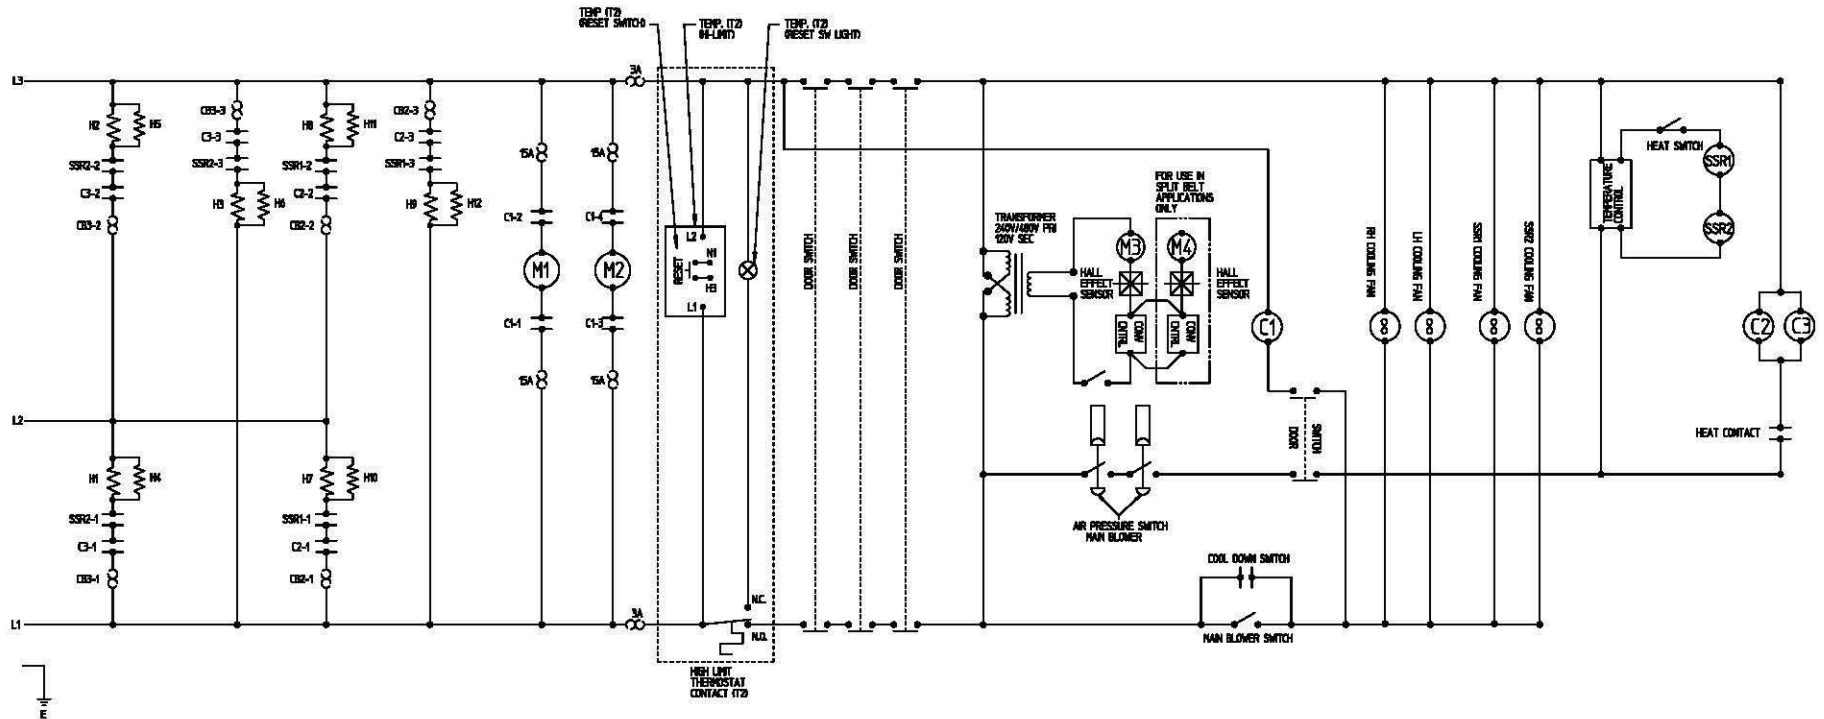 TEMP (T2)
(RESET SWITCH)
TEMP. (T2)
(HI-LIMIT)
TEMP. (T2)
(RESET SW LIGHT)
L3
3A
H2
H5
CB3-3
C3-3
SSR2-3
H3
H6
SSR2-2
C3-2
CB3-2
H8
H11
SSR1-2
C2-2
CB2-2
CB2-3
C2-3
SSR1-3
H9
H12
15A
15A
C1-2
C1-4
M1
M2
C1-1
C1-3
15A
15A
L2
N1
RESET
H3
L1
DOOR SWITCH
DOOR SWITCH
DOOR SWITCH
TRANSFORMER
240V/480V PRI
120V SEC
FOR USE IN
SPLIT BELT
APPLICATIONS
ONLY
M3
M4
HALL
EFFECT
SENSOR
HALL
EFFECT
SENSOR
CONV
CNTRL
CONV
CNTRL
C1
RH COOLING FAN
LH COOLING FAN
SSR1 COOLING FAN
SSR2 COOLING FAN
TEMPERATURE
CONTROL
HEAT SWITCH
SSR1
SSR2
C2
C3
HEAT CONTACT
DOOR
SWITCH
AIR PRESSURE SWITCH
MAIN BLOWER
COOL DOWN SWITCH
MAIN BLOWER SWITCH
L2
H1
H4
SSR2-1
C3-1
CB3-1
H7
H10
SSR1-1
C2-1
CB2-1
L1
3A
N.C.
N.O.
HIGH LIMIT
THERMOSTAT
CONTACT (T2)
E